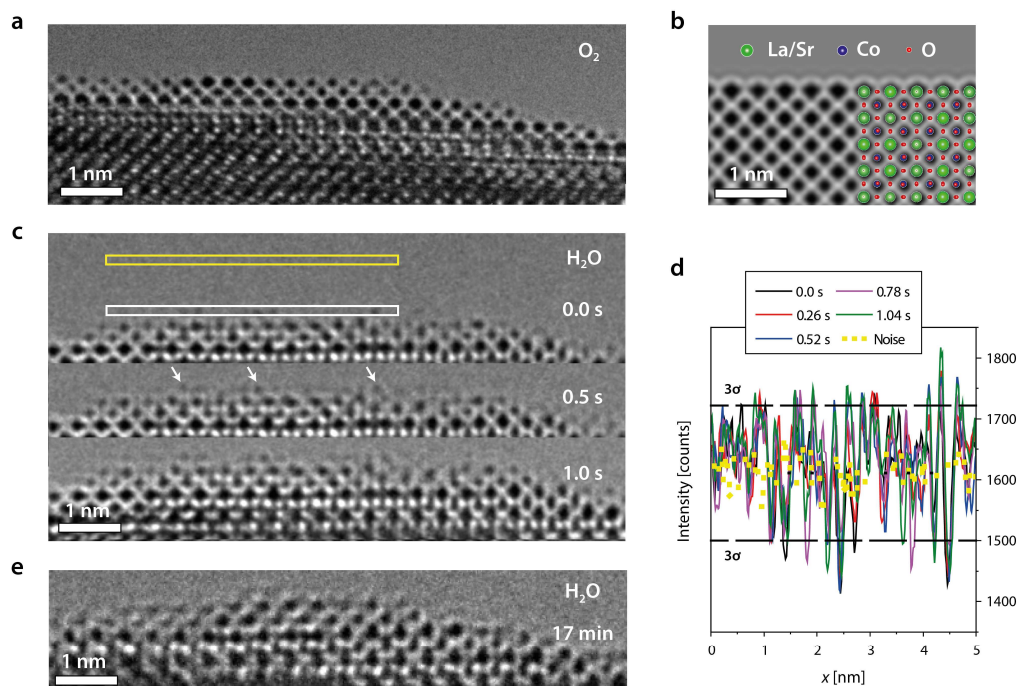 a
O2
1 nm
b
La/Sr Co O
1 nm
c
H2O
0.0 s
0.5 s
1.0 s
1 nm
d
0.0 s 0.78 s
0.26 s 1.04 s
0.52 s Noise
3σ
3σ
Intensity [counts]
1800
1700
1600
1500
1400
0 1 2 3 4 5
x [nm]
e
H2O
17 min
1 nm